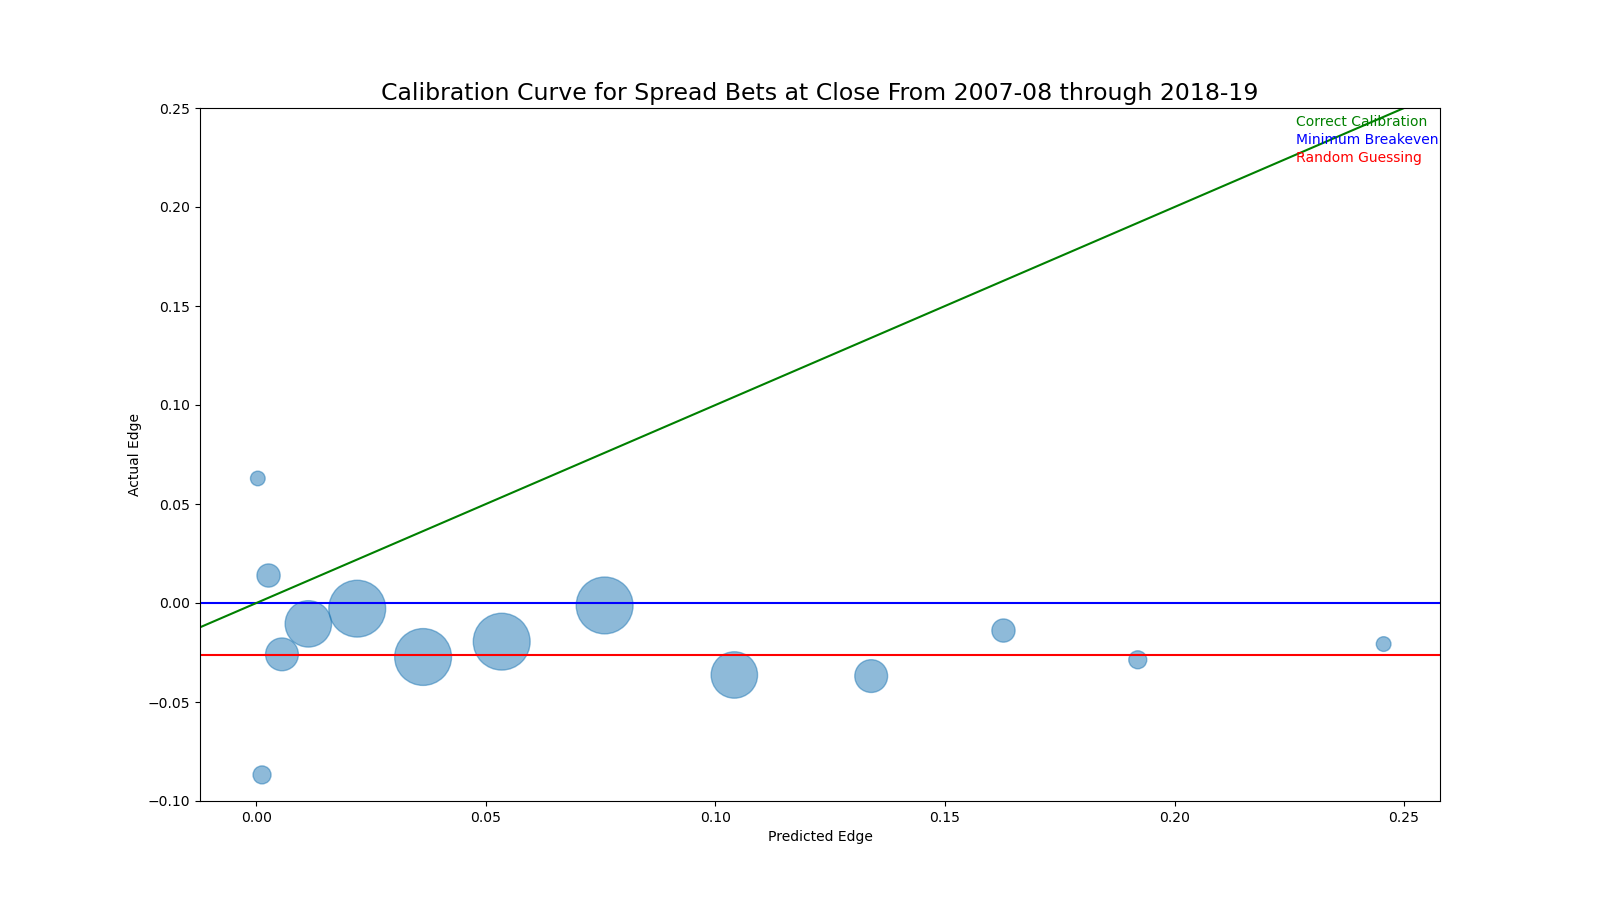 Calibration Curve for Spread Bets at Close From 2007-08 through 2018-19
Correct Calibration
Minimum Breakeven
Random Guessing
0.25
0.20
0.15
0.10
0.05
0.00
−0.05
−0.10
Actual Edge
0.00 0.05 0.10 0.15 0.20 0.25
Predicted Edge